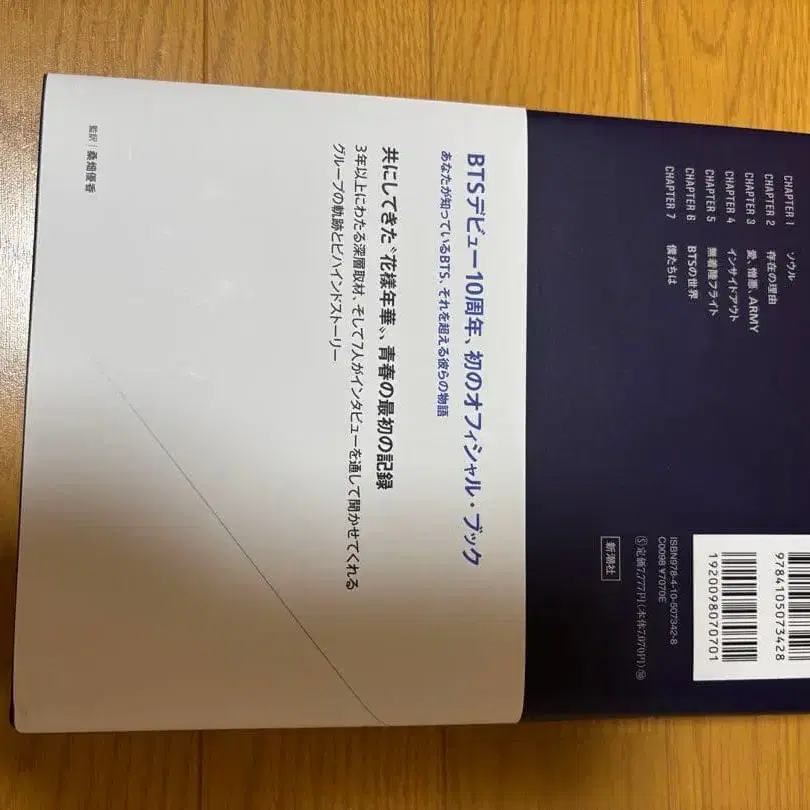 CHAPTER 1 ソウル
CHAPTER 2 存在の理由
CHAPTER 3 愛、憎悪、ARMY
CHAPTER 4 インサイドアウト
CHAPTER 5 無着陸フライト
CHAPTER 6 BTSの世界
CHAPTER 7 僕たちは
9784105073428
1920098070701
ISBN978-4-10-507342-8
C0098 ¥7070E
Ⓢ定価7,777円(本体7,070円)⑩
新潮社
BTSデビュー10周年、初のオフィシャル・ブック
あなたが知っているBTS、それを超える彼らの物語
共にしてきた〝花様年華〟、青春の最初の記録
3年以上にわたる深層取材、そして7人がインタビューを通して聞かせてくれる
グループの軌跡とビハインドストーリー
監訳|桑畑優香